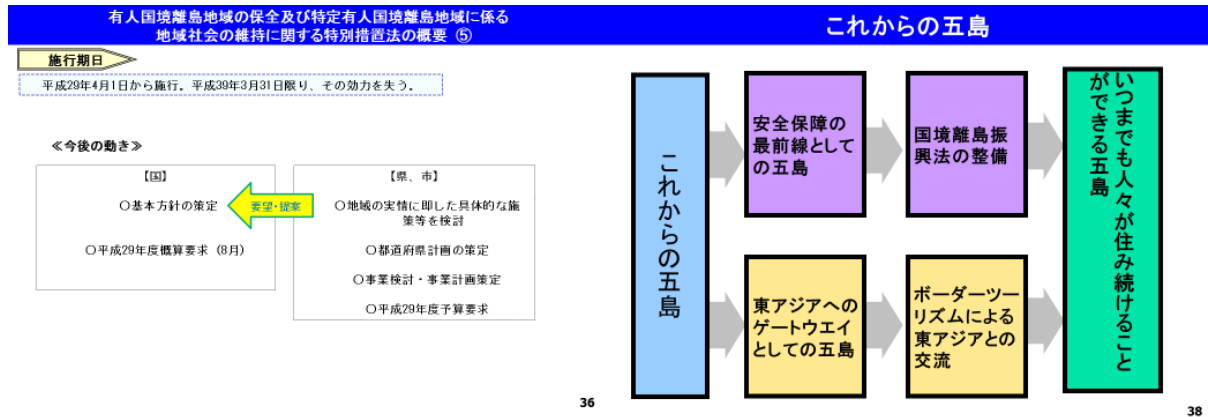 有人国境離島地域の保全及び特定有人国境離島地域に係る
地域社会の維持に関する特別措置法の概要 ⑤
施行期日
平成29年4月1日から施行。平成39年3月31日限り、その効力を失う。
≪今後の動き≫
【国】
〇基本方針の策定
〇平成29年度概算要求（8月）
要望・提案
【県、市】
〇地域の実情に即した具体的な施
策等を検討
〇都道府県計画の策定
〇事業検討・事業計画策定
〇平成29年度予算要求
36
これからの五島
これからの五島
安全保障の
最前線として
の五島
国境離島振
興法の整備
東アジアへの
ゲートウエイ
としての五島
ボーダーツー
リズムによる
東アジアとの
交流
いつまでも人々が住み続けること
ができる五島
38